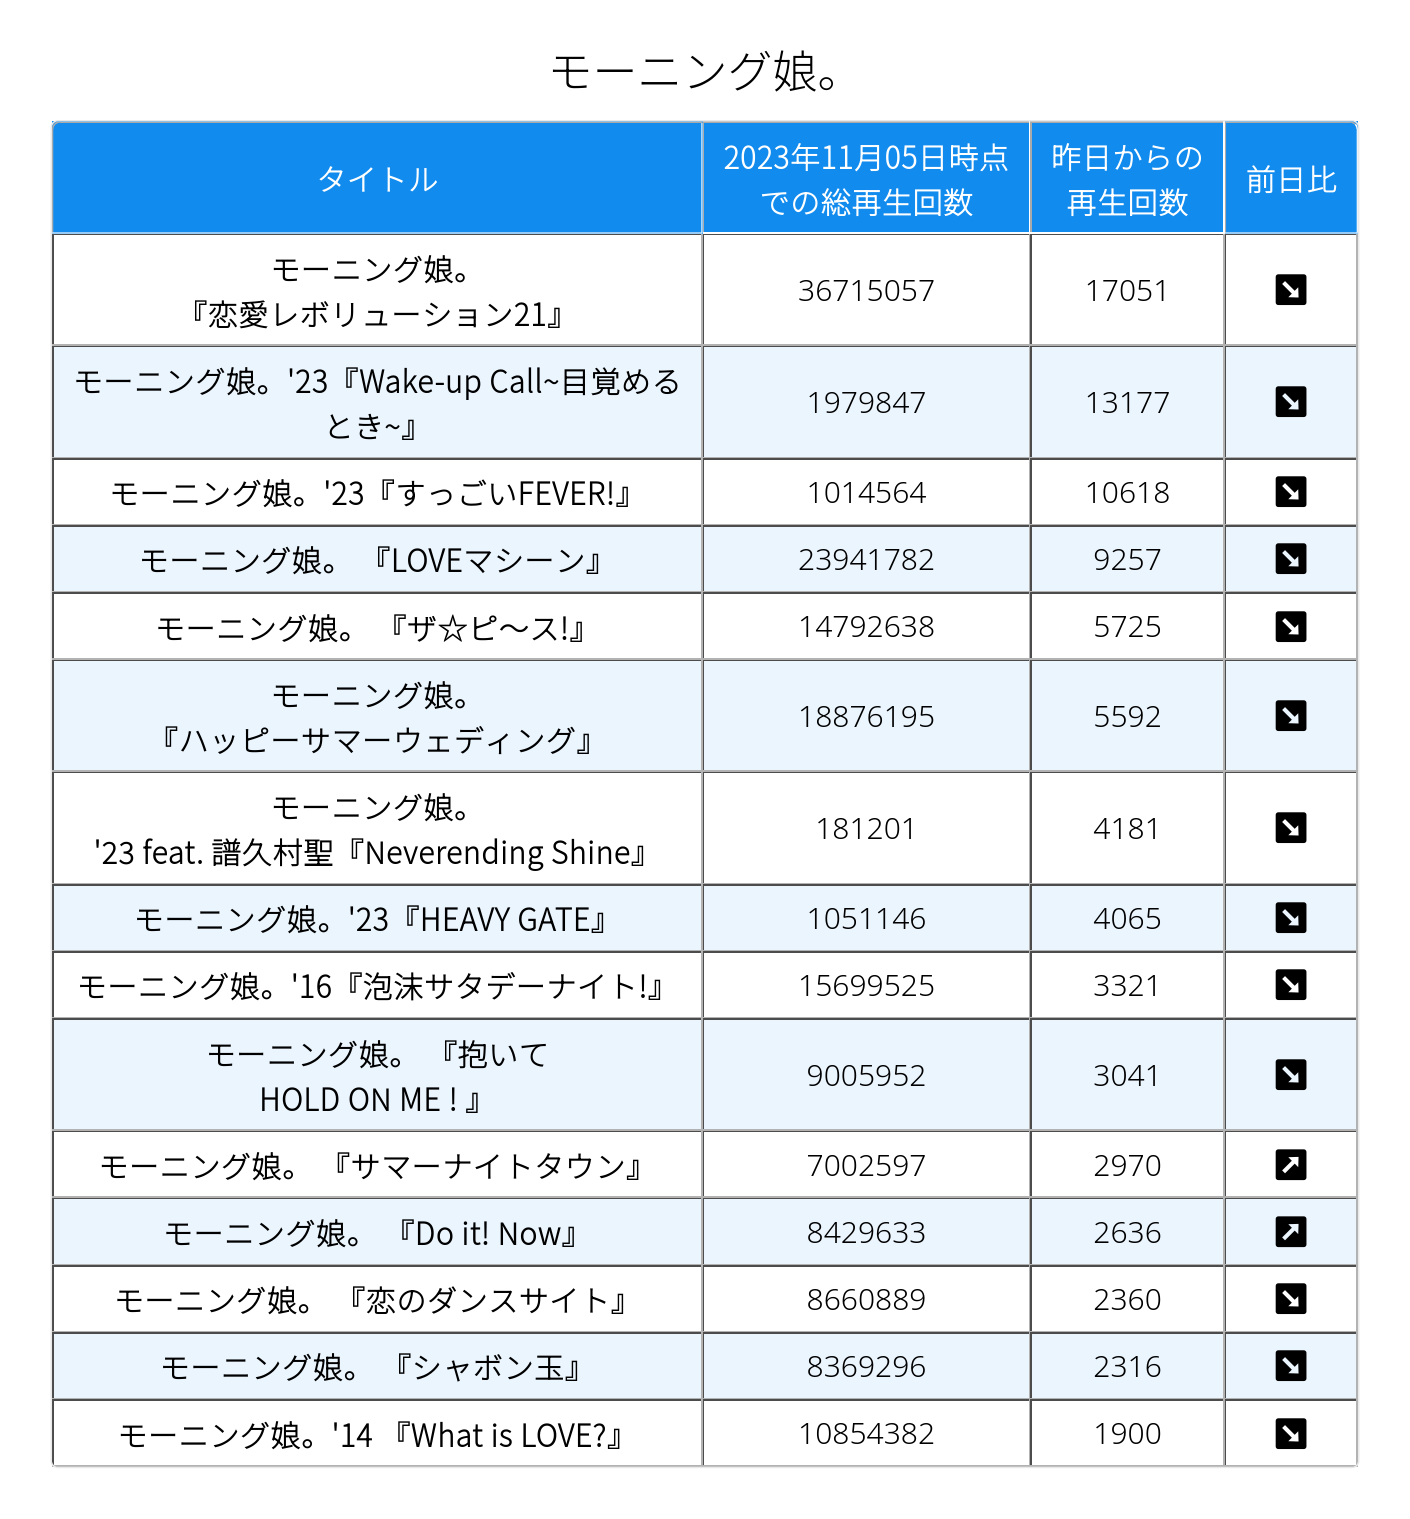 モーニング娘。
タイトル
2023年11月05日時点
での総再生回数
昨日からの
再生回数
前日比
モーニング娘。
『恋愛レボリューション21』
36715057
17051
モーニング娘。'23『Wake-up Call~目覚める
とき~』
1979847
13177
モーニング娘。'23『すっごいFEVER!』
1014564
10618
モーニング娘。 『LOVEマシーン』
23941782
9257
モーニング娘。 『ザ☆ピ〜ス!』
14792638
5725
モーニング娘。
『ハッピーサマーウェディング』
18876195
5592
モーニング娘。
'23 feat. 譜久村聖『Neverending Shine』
181201
4181
モーニング娘。'23『HEAVY GATE』
1051146
4065
モーニング娘。'16『泡沫サタデーナイト!』
15699525
3321
モーニング娘。 『抱いて
HOLD ON ME ! 』
9005952
3041
モーニング娘。 『サマーナイトタウン』
7002597
2970
モーニング娘。 『Do it! Now』
8429633
2636
モーニング娘。 『恋のダンスサイト』
8660889
2360
モーニング娘。 『シャボン玉』
8369296
2316
モーニング娘。'14 『What is LOVE?』
10854382
1900